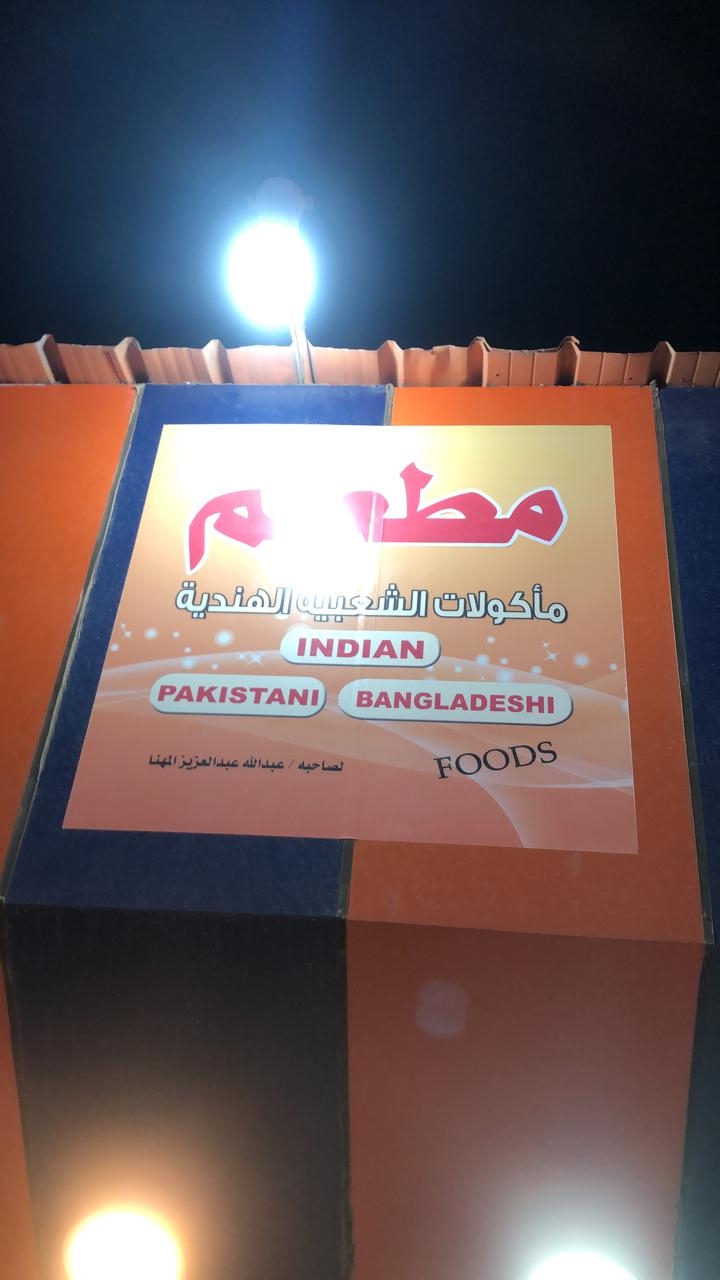 مطعم
مأكولات الشعبية الهندية
INDIAN
PAKISTANI BANGLADESHI
FOODS
لصاحبه / عبدالله عبدالعزيز المهنا